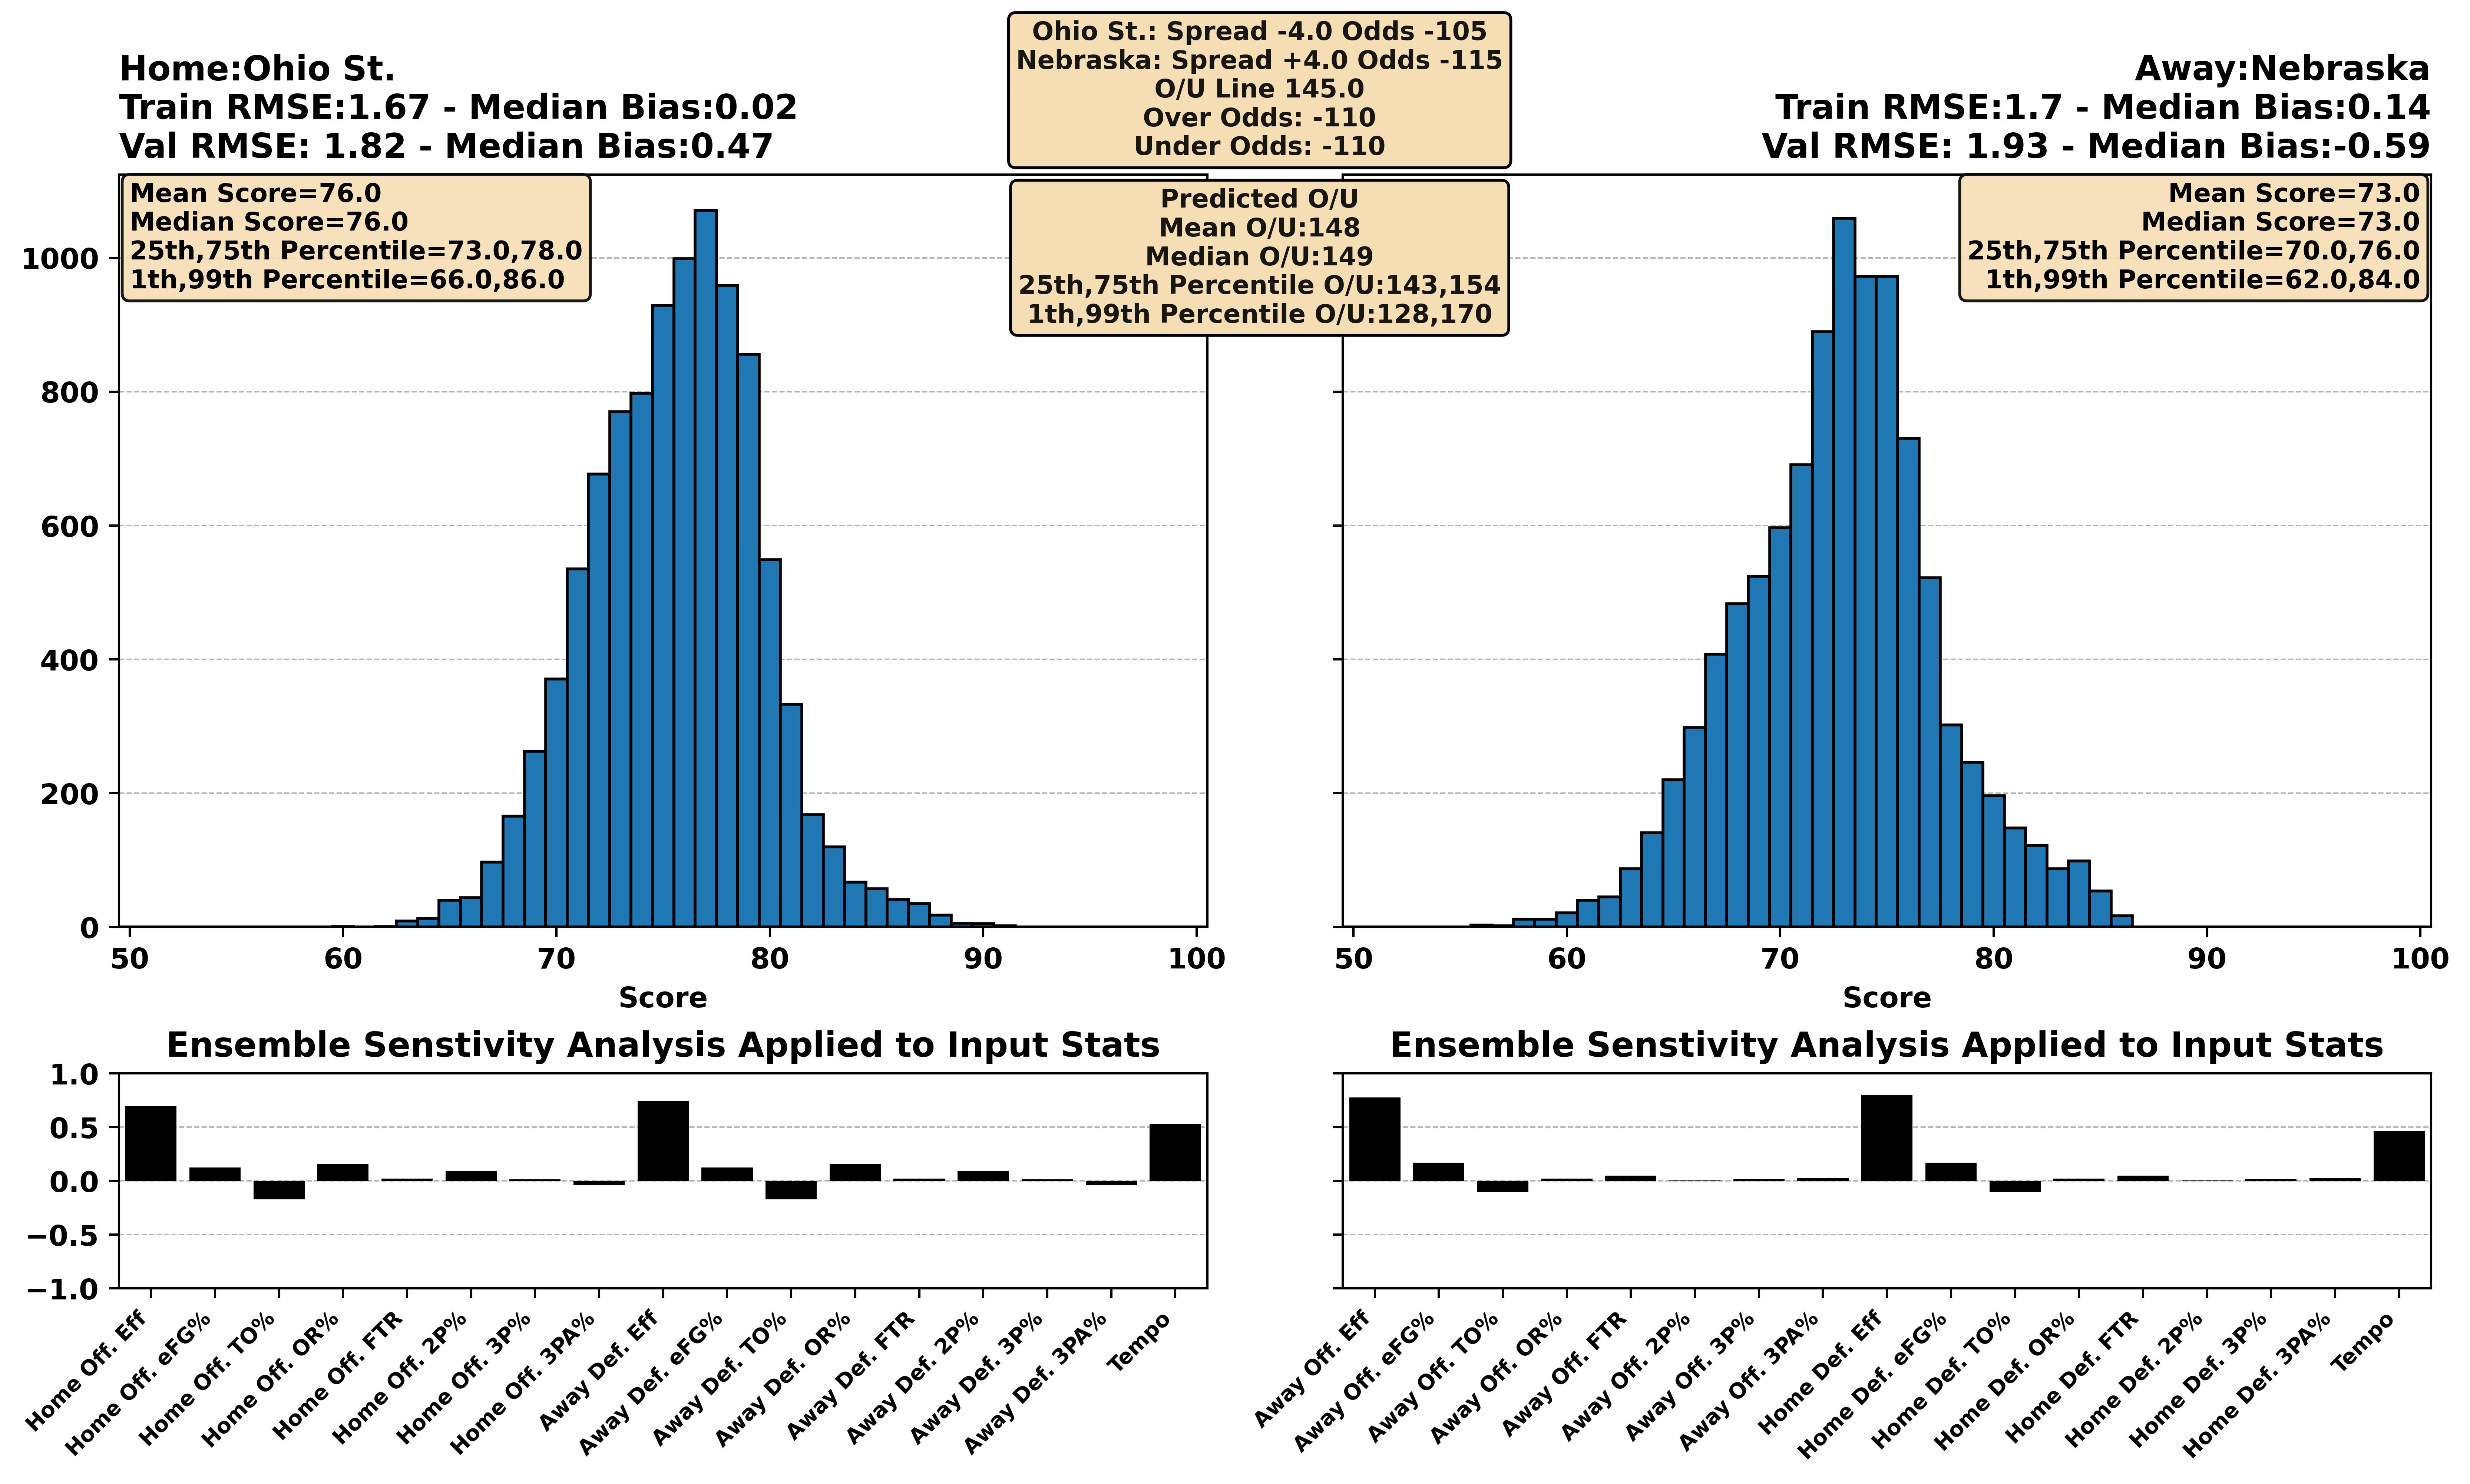 Ohio St.: Spread -4.0 Odds -105
Nebraska: Spread +4.0 Odds -115
O/U Line 145.0
Over Odds: -110
Under Odds: -110
Home:Ohio St.
Train RMSE:1.67 - Median Bias:0.02
Val RMSE: 1.82 - Median Bias:0.47
Away:Nebraska
Train RMSE:1.7 - Median Bias:0.14
Val RMSE: 1.93 - Median Bias:-0.59
Mean Score=76.0
Median Score=76.0
25th,75th Percentile=73.0,78.0
1th,99th Percentile=66.0,86.0
Predicted O/U
Mean O/U:148
Median O/U:149
25th,75th Percentile O/U:143,154
1th,99th Percentile O/U:128,170
Mean Score=73.0
Median Score=73.0
25th,75th Percentile=70.0,76.0
1th,99th Percentile=62.0,84.0
1000
800
600
400
200
0
50 60 70 80 90 100
Score
50 60 70 80 90 100
Score
Ensemble Senstivity Analysis Applied to Input Stats
1.0
0.5
0.0
−0.5
−1.0
Home Off. Eff
Home Off. eFG%
Home Off. TO%
Home Off. OR%
Home Off. FTR
Home Off. 2P%
Home Off. 3P%
Home Off. 3PA%
Away Def. Eff
Away Def. eFG%
Away Def. TO%
Away Def. OR%
Away Def. FTR
Away Def. 2P%
Away Def. 3P%
Away Def. 3PA%
Tempo
Ensemble Senstivity Analysis Applied to Input Stats
Away Off. Eff
Away Off. eFG%
Away Off. TO%
Away Off. OR%
Away Off. FTR
Away Off. 2P%
Away Off. 3P%
Away Off. 3PA%
Home Def. Eff
Home Def. eFG%
Home Def. TO%
Home Def. OR%
Home Def. FTR
Home Def. 2P%
Home Def. 3P%
Home Def. 3PA%
Tempo